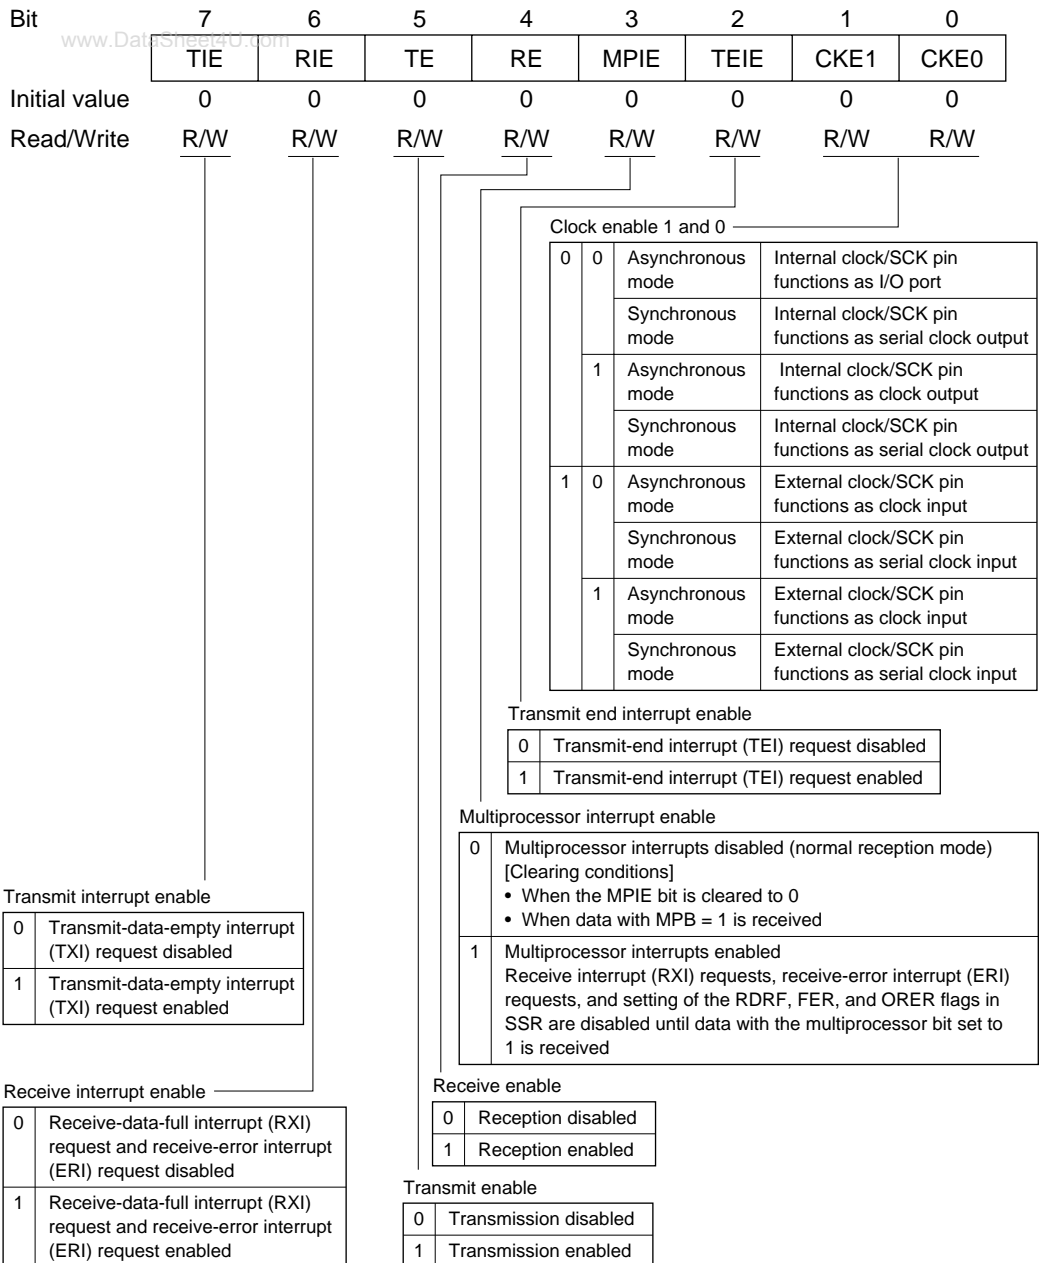 Bit 7 6 5 4 3 2 1 0
www.DataSheet4U.com
TIE RIE TE RE MPIE TEIE CKE1 CKE0
Initial value 0 0 0 0 0 0 0 0
Read/Write R/W R/W R/W R/W R/W R/W R/W R/W
Clock enable 1 and 0
0 0 Asynchronous mode Internal clock/SCK pin functions as I/O port
Synchronous mode Internal clock/SCK pin functions as serial clock output
1 Asynchronous mode Internal clock/SCK pin functions as clock output
Synchronous mode Internal clock/SCK pin functions as serial clock output
1 0 Asynchronous mode External clock/SCK pin functions as clock input
Synchronous mode External clock/SCK pin functions as serial clock input
1 Asynchronous mode External clock/SCK pin functions as clock input
Synchronous mode External clock/SCK pin functions as serial clock input
Transmit end interrupt enable
0 Transmit-end interrupt (TEI) request disabled
1 Transmit-end interrupt (TEI) request enabled
Multiprocessor interrupt enable
0 Multiprocessor interrupts disabled (normal reception mode)
[Clearing conditions]
• When the MPIE bit is cleared to 0
• When data with MPB = 1 is received
1 Multiprocessor interrupts enabled
Receive interrupt (RXI) requests, receive-error interrupt (ERI)
requests, and setting of the RDRF, FER, and ORER flags in
SSR are disabled until data with the multiprocessor bit set to
1 is received
Transmit interrupt enable
0 Transmit-data-empty interrupt
(TXI) request disabled
1 Transmit-data-empty interrupt
(TXI) request enabled
Receive interrupt enable
0 Receive-data-full interrupt (RXI)
request and receive-error interrupt
(ERI) request disabled
1 Receive-data-full interrupt (RXI)
request and receive-error interrupt
(ERI) request enabled
Receive enable
0 Reception disabled
1 Reception enabled
Transmit enable
0 Transmission disabled
1 Transmission enabled